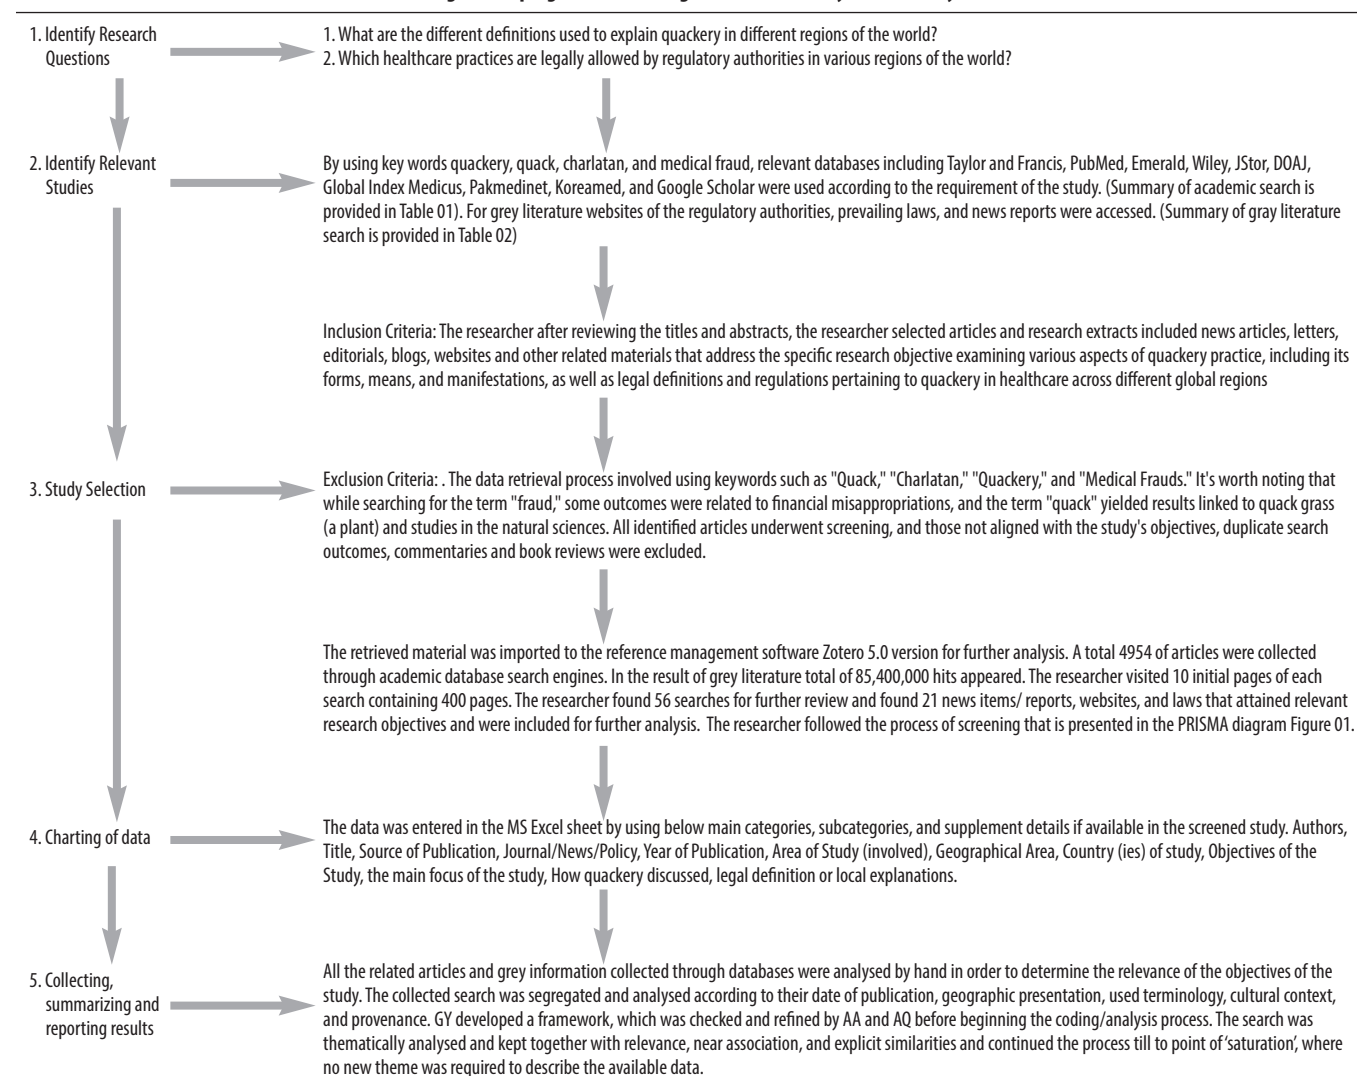 1. Identify Research
Questions
1. What are the different definitions used to explain quackery in different regions of the world?
2. Which healthcare practices are legally allowed by regulatory authorities in various regions of the world?
2. Identify Relevant
Studies
By using key words quackery, quack, charlatan, and medical fraud, relevant databases including Taylor and Francis, PubMed, Emerald, Wiley, JStor, DOAJ,
Global Index Medicus, Pakmedinet, Koreamed, and Google Scholar were used according to the requirement of the study. (Summary of academic search is
provided in Table 01). For grey literature websites of the regulatory authorities, prevailing laws, and news reports were accessed. (Summary of gray literature
search is provided in Table 02)
Inclusion Criteria: The researcher after reviewing the titles and abstracts, the researcher selected articles and research extracts included news articles, letters,
editorials, blogs, websites and other related materials that address the specific research objective examining various aspects of quackery practice, including its
forms, means, and manifestations, as well as legal definitions and regulations pertaining to quackery in healthcare across different global regions
3. Study Selection
Exclusion Criteria: . The data retrieval process involved using keywords such as "Quack," "Charlatan," "Quackery," and "Medical Frauds." It's worth noting that
while searching for the term "fraud," some outcomes were related to financial misappropriations, and the term "quack" yielded results linked to quack grass
(a plant) and studies in the natural sciences. All identified articles underwent screening, and those not aligned with the study's objectives, duplicate search
outcomes, commentaries and book reviews were excluded.
The retrieved material was imported to the reference management software Zotero 5.0 version for further analysis. A total 4954 of articles were collected
through academic database search engines. In the result of grey literature total of 85,400,000 hits appeared. The researcher visited 10 initial pages of each
search containing 400 pages. The researcher found 56 searches for further review and found 21 news items/ reports, websites, and laws that attained relevant
research objectives and were included for further analysis. The researcher followed the process of screening that is presented in the PRISMA diagram Figure 01.
4. Charting of data
The data was entered in the MS Excel sheet by using below main categories, subcategories, and supplement details if available in the screened study. Authors,
Title, Source of Publication, Journal/News/Policy, Year of Publication, Area of Study (involved), Geographical Area, Country (ies) of study, Objectives of the
Study, the main focus of the study, How quackery discussed, legal definition or local explanations.
5. Collecting,
summarizing and
reporting results
All the related articles and grey information collected through databases were analysed by hand in order to determine the relevance of the objectives of the
study. The collected search was segregated and analysed according to their date of publication, geographic presentation, used terminology, cultural context,
and provenance. GY developed a framework, which was checked and refined by AA and AQ before beginning the coding/analysis process. The search was
thematically analysed and kept together with relevance, near association, and explicit similarities and continued the process till to point of 'saturation', where
no new theme was required to describe the available data.